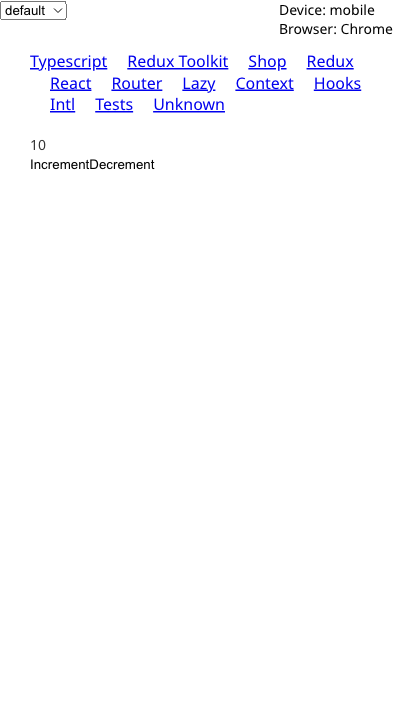 default
Device: mobile
Browser: Chrome
Typescript Redux Toolkit Shop Redux
React Router Lazy Context Hooks
Intl Tests Unknown
10
IncrementDecrement